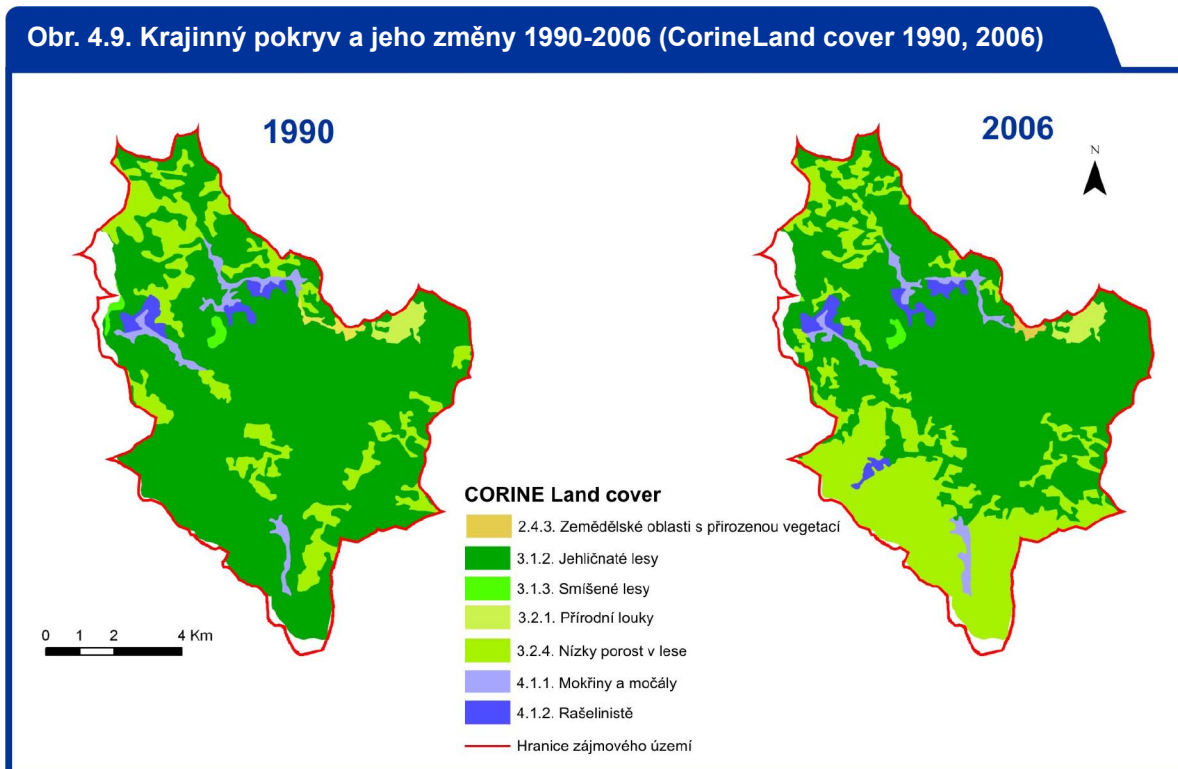 Obr. 4.9. Krajinný pokryv a jeho změny 1990-2006 (CorineLand cover 1990, 2006)
1990
2006
N
CORINE Land cover
2.4.3. Zemědělské oblasti s přirozenou vegetací
3.1.2. Jehličnaté lesy
3.1.3. Smíšené lesy
3.2.1. Přírodní louky
3.2.4. Nízky porost v lese
4.1.1. Mokřiny a močály
4.1.2. Rašelinistě
Hranice zájmového území
0 1 2 4 Km